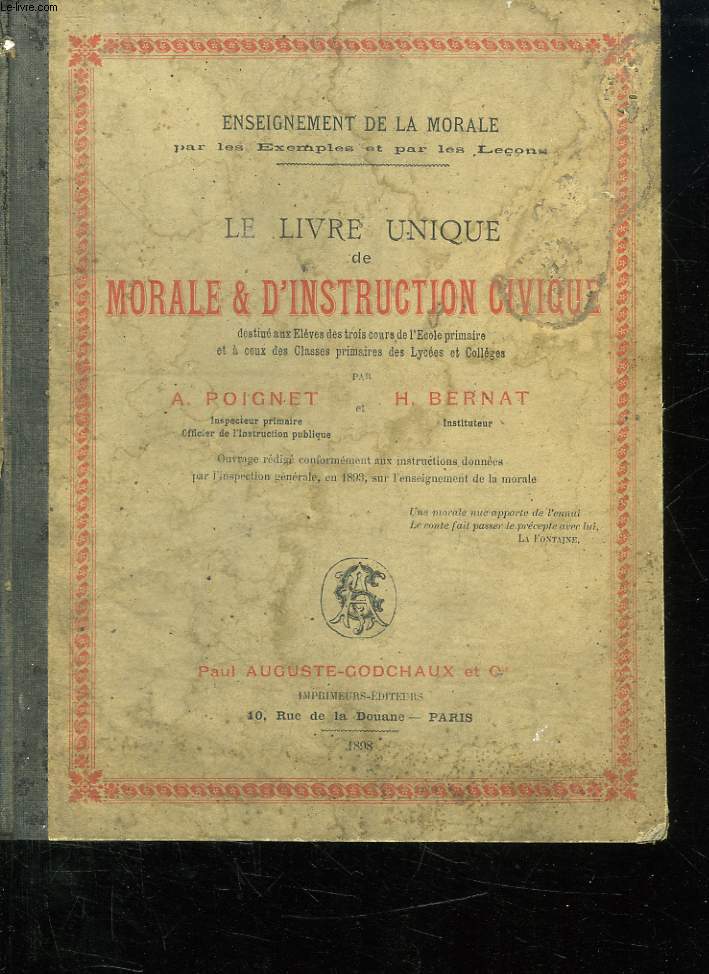 Le-livre.com
ENSEIGNEMENT DE LA MORALE
par les Exemples et par les Leçons
LE LIVRE UNIQUE
de
MORALE & D'INSTRUCTION CIVIQUE
destiné aux Elèves des trois cours de l'Ecole primaire
et à ceux des Classes primaires des Lycées et Collèges
PAR
A. POIGNET et H. BERNAT
Inspecteur primaire Instituteur
Officier de l'Instruction publique
Ouvrage rédigé conformément aux instructions données
par l'inspection générale, en 1893, sur l'enseignement de la morale
Une morale nue apporte de l'ennui
Le conte fait passer le précepte avec lui.
LA FONTAINE.
Paul AUGUSTE-GODCHAUX et Cie
IMPRIMEURS-ÉDITEURS
10, Rue de la Douane — PARIS
1898